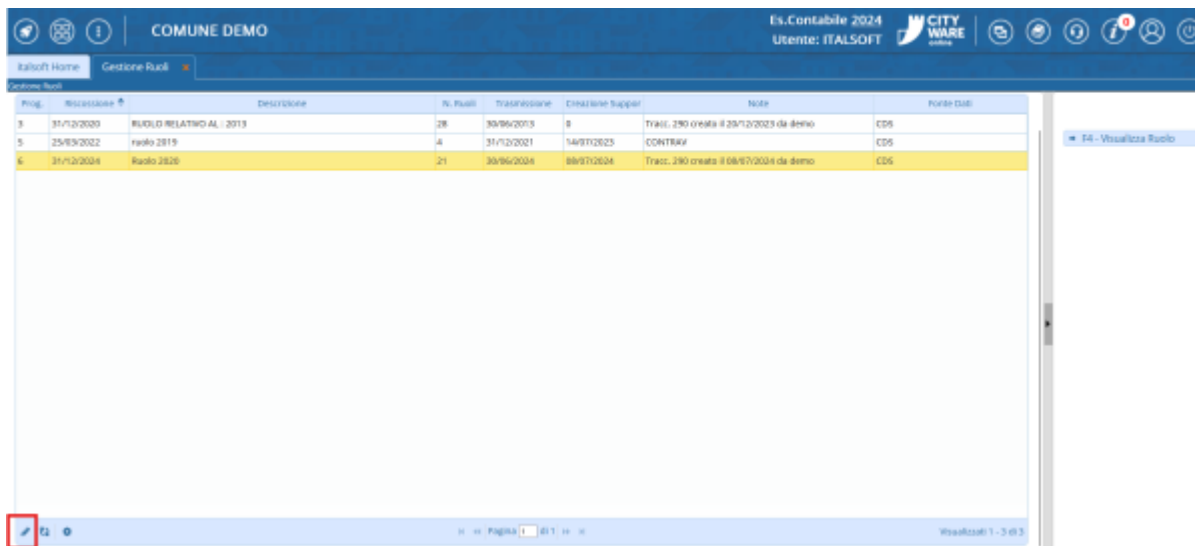 COMUNE DEMO
Es.Contabile 2024
Utente: ITALSOFT
CITY
WARE
online
0
Italsoft Home
Gestione Ruoli
Gestione Ruoli
Prog. Riscossione Descrizione N. Ruoli Trasmissione Creazione Suppor Note Fonte Dati
3 31/12/2020 RUOLO RELATIVO AL : 2013 28 30/06/2013 0 Tracc. 290 creato il 20/12/2023 da demo CDS
5 25/03/2022 ruolo 2019 4 31/12/2021 14/07/2023 CONTRAV CDS
6 31/12/2024 Ruolo 2020 21 30/06/2024 08/07/2024 Tracc. 290 creato il 08/07/2024 da demo CDS
F4 - Visualizza Ruolo
Pagina 1 di 1
Visualizzati 1 - 3 di 3